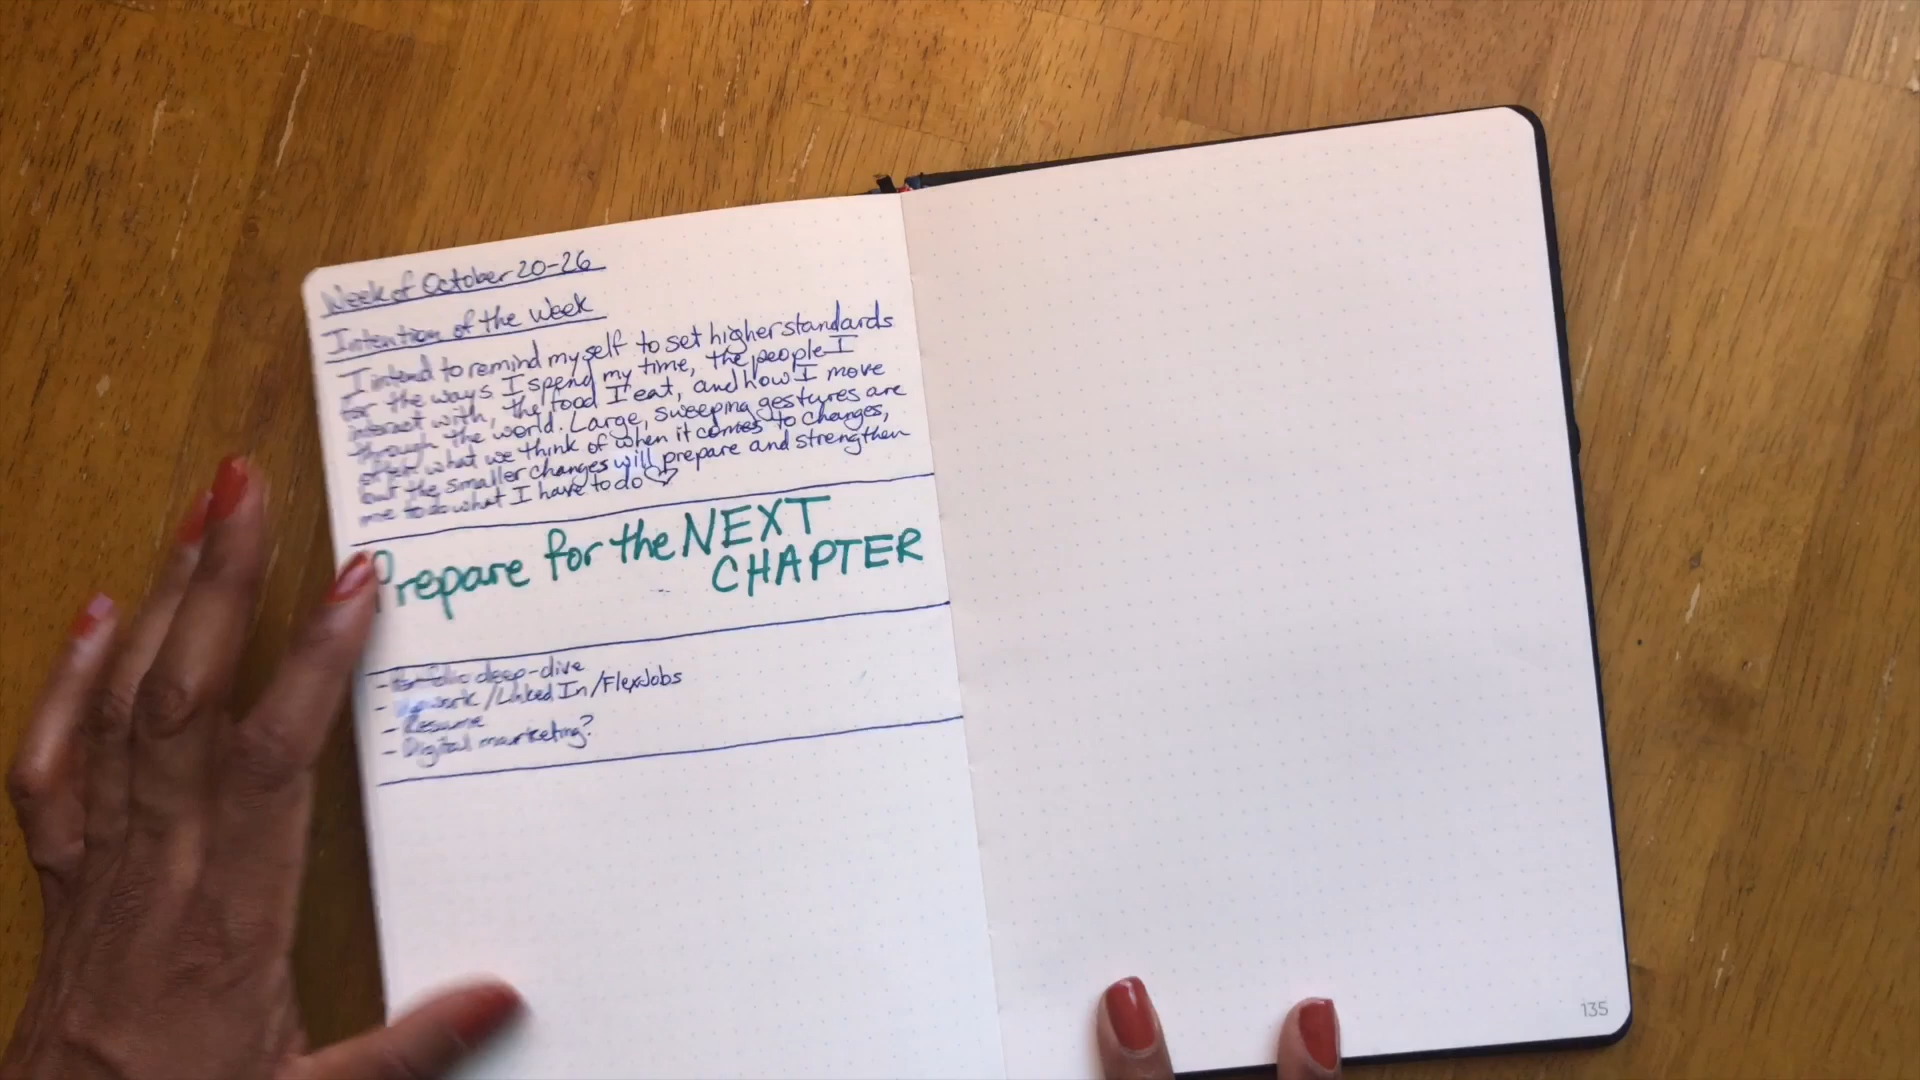 Week of October 20-26
Intention of the Week
I intend to remind myself to set higher standards
for the ways I spend my time, the people I
interact with, the food I eat, and how I move
through the world. Large, sweeping gestures are
often what we think of when it comes to changes,
but the smaller changes will prepare and strengthen
me to do what I have to do
Prepare for the NEXT
CHAPTER
- Portfolio deep-dive
- Upwork/LinkedIn/FlexJobs
- Resume
- Digital marketing?
135